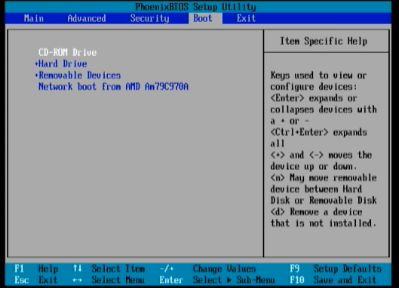 PhoenixBIOS Setup Utility
Main Advanced Security Boot Exit
CD-ROM Drive
+Hard Drive
+Removable Devices
Network boot from AMD Am79C970A
Item Specific Help
Keys used to view or
configure devices:
<Enter> expands or
collapses devices with
a + or -
<Ctrl+Enter> expands
all
<+> and <-> moves the
device up or down.
<n> May move removable
device between Hard
Disk or Removable Disk
<d> Remove a device
that is not installed.
F1 Help ↑↓ Select Item -/+ Change Values F9 Setup Defaults
Esc Exit ↔ Select Menu Enter Select ▶ Sub-Menu F10 Save and Exit